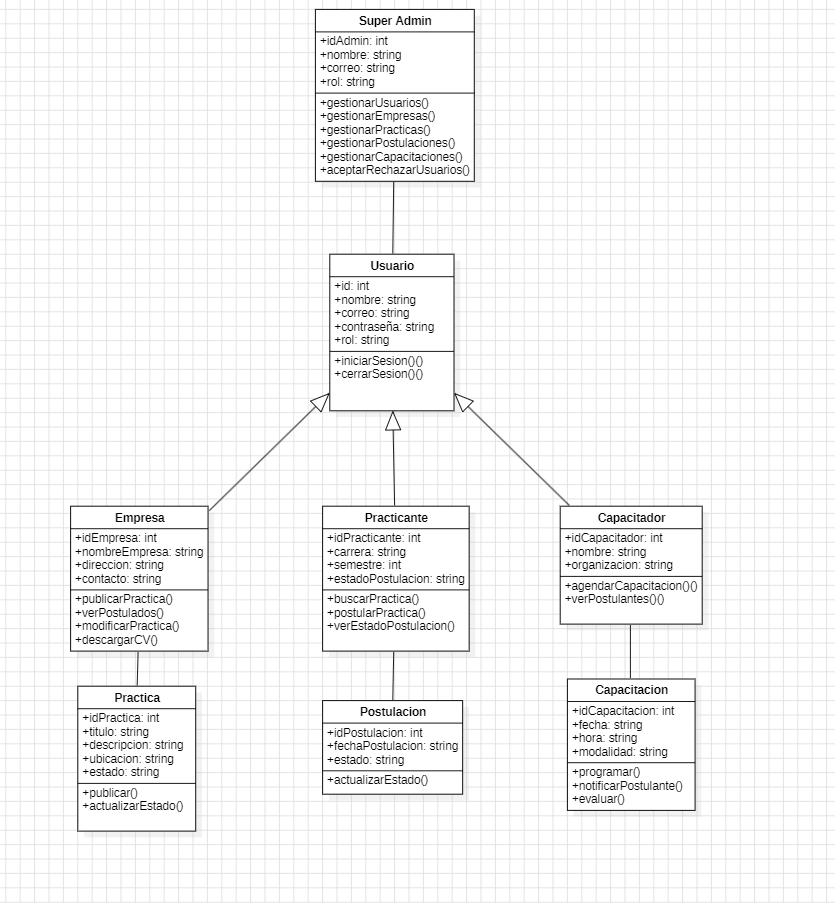 Super Admin
+idAdmin: int
+nombre: string
+correo: string
+rol: string
+gestionarUsuarios()
+gestionarEmpresas()
+gestionarPracticas()
+gestionarPostulaciones()
+gestionarCapacitaciones()
+aceptarRechazarUsuarios()
Usuario
+id: int
+nombre: string
+correo: string
+contraseña: string
+rol: string
+iniciarSesion()()
+cerrarSesion()()
Empresa
+idEmpresa: int
+nombreEmpresa: string
+direccion: string
+contacto: string
+publicarPractica()
+verPostulados()
+modificarPractica()
+descargarCV()
Practicante
+idPracticante: int
+carrera: string
+semestre: int
+estadoPostulacion: string
+buscarPractica()
+postularPractica()
+verEstadoPostulacion()
Capacitador
+idCapacitador: int
+nombre: string
+organizacion: string
+agendarCapacitacion()()
+verPostulantes()()
Practica
+idPractica: int
+titulo: string
+descripcion: string
+ubicacion: string
+estado: string
+publicar()
+actualizarEstado()
Postulacion
+idPostulacion: int
+fechaPostulacion: string
+estado: string
+actualizarEstado()
Capacitacion
+idCapacitacion: int
+fecha: string
+hora: string
+modalidad: string
+programar()
+notificarPostulante()
+evaluar()